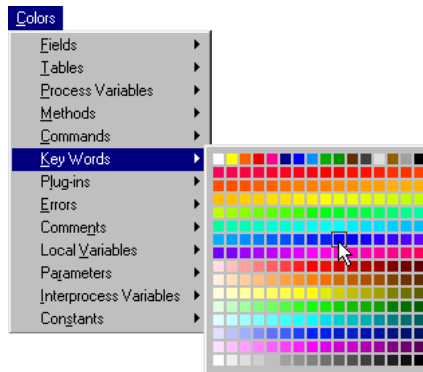 Colors
Fields
Tables
Process Variables
Methods
Commands
Key Words
Plug-ins
Errors
Comments
Local Variables
Parameters
Interprocess Variables
Constants